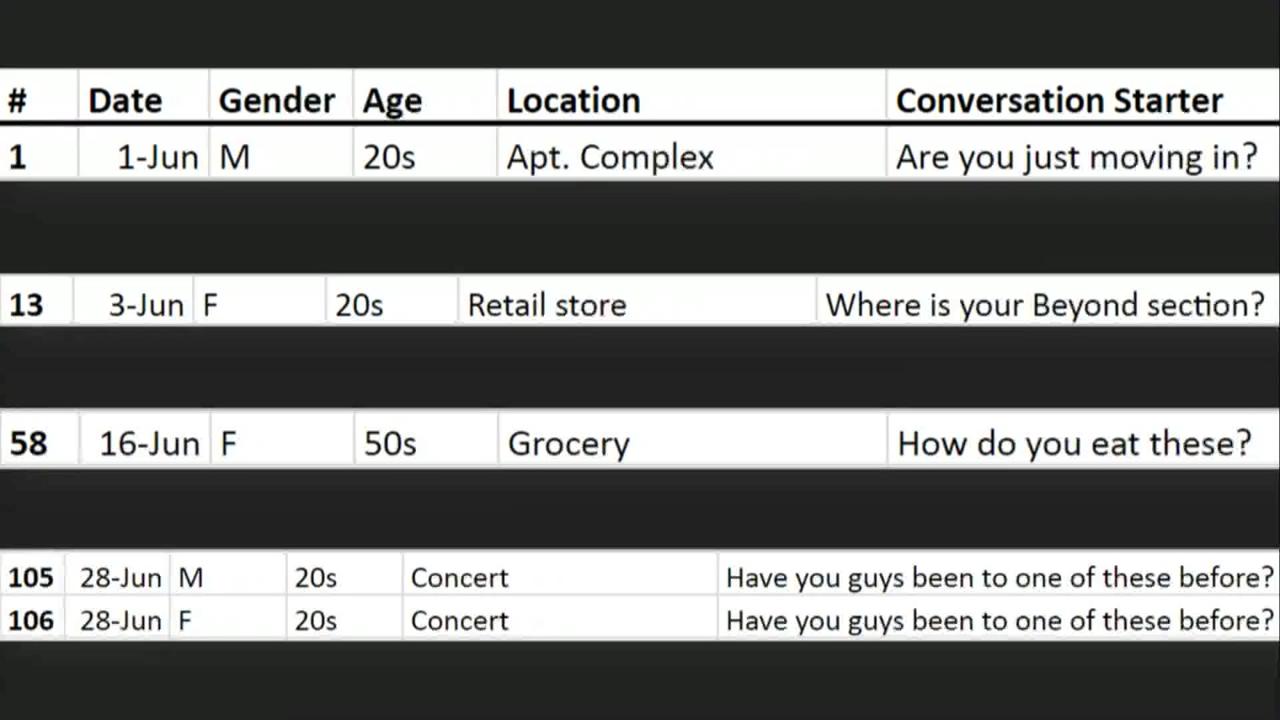 # Date Gender Age Location Conversation Starter
1 1-Jun M 20s Apt. Complex Are you just moving in?
13 3-Jun F 20s Retail store Where is your Beyond section?
58 16-Jun F 50s Grocery How do you eat these?
105 28-Jun M 20s Concert Have you guys been to one of these before?
106 28-Jun F 20s Concert Have you guys been to one of these before?